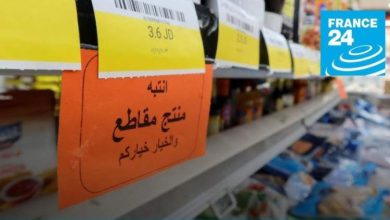 FRANCE
24
3.6 JD
انتبه
منتج مقاطع
والخيار خياركم